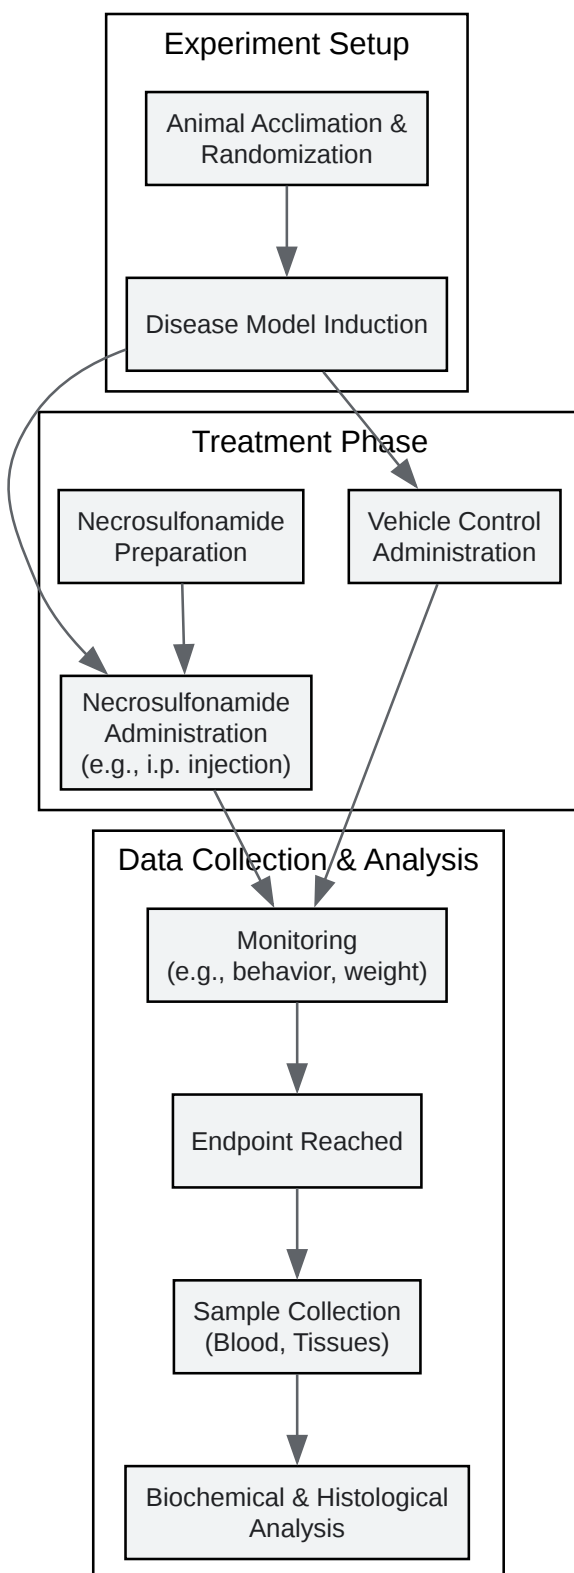 Experiment Setup
Animal Acclimation &
Randomization
Disease Model Induction
Treatment Phase
Necrosulfonamide
Preparation
Vehicle Control
Administration
Necrosulfonamide
Administration
(e.g., i.p. injection)
Data Collection & Analysis
Monitoring
(e.g., behavior, weight)
Endpoint Reached
Sample Collection
(Blood, Tissues)
Biochemical & Histological
Analysis